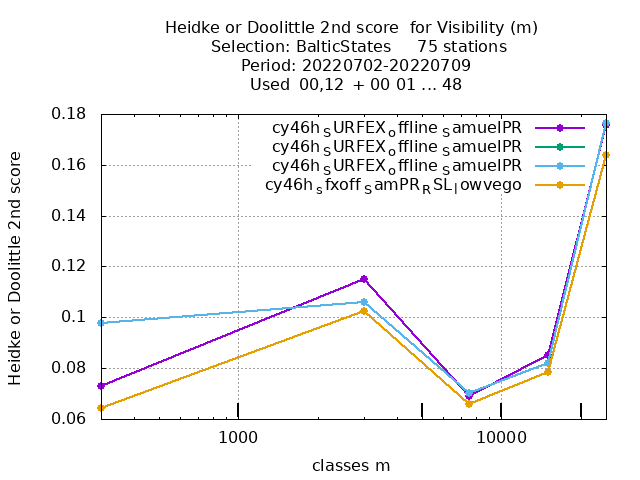 Heidke or Doolittle 2nd score for Visibility (m)
Selection: BalticStates 75 stations
Period: 20220702-20220709
Used 00,12 + 00 01 ... 48
cy46h_SURFEX_offline_SamuelPR
cy46h_SURFEX_offline_SamuelPR
cy46h_SURFEX_offline_SamuelPR
cy46h_sfxoff_SamPR_RSL_lowvego
0.18
0.16
0.14
0.12
0.1
0.08
0.06
Heidke or Doolittle 2nd score
1000 10000
classes m